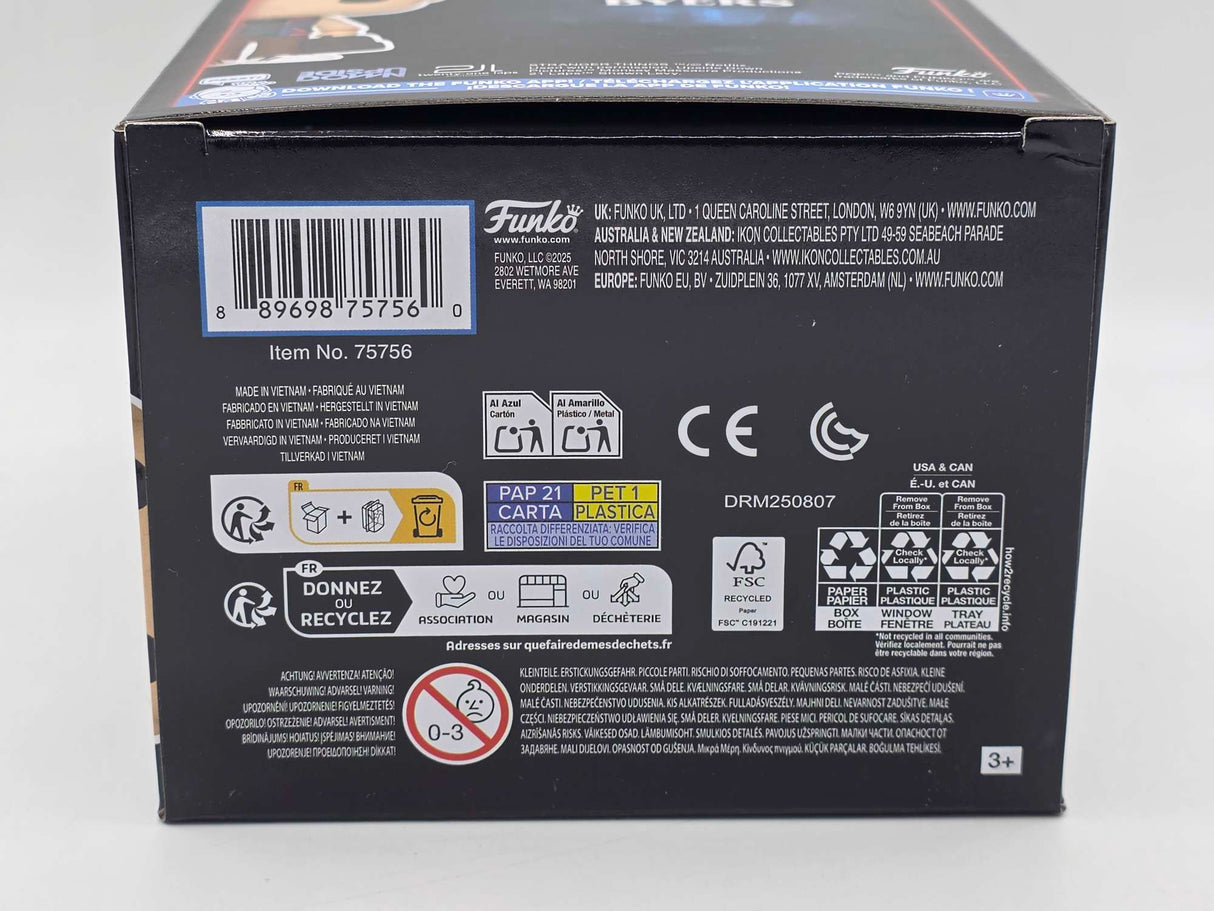 BYERS
STRANGER THINGS
Funko
DOWNLOAD THE FUNKO APP! / TÉLÉCHARGEZ L'APPLICATION FUNKO !
¡DESCARGUE LA APP DE FUNKO!
8 89698 75756 0
Item No. 75756
Funko
www.funko.com
FUNKO, LLC ©2025
2802 WETMORE AVE
EVERETT, WA 98201
UK: FUNKO UK, LTD • 1 QUEEN CAROLINE STREET, LONDON, W6 9YN (UK) • WWW.FUNKO.COM
AUSTRALIA & NEW ZEALAND: IKON COLLECTABLES PTY LTD 49-59 SEABEACH PARADE
NORTH SHORE, VIC 3214 AUSTRALIA • WWW.IKONCOLLECTABLES.COM.AU
EUROPE: FUNKO EU, BV • ZUIDPLEIN 36, 1077 XV, AMSTERDAM (NL) • WWW.FUNKO.COM
MADE IN VIETNAM • FABRIQUÉ AU VIETNAM
FABRICADO EN VIETNAM • HERGESTELLT IN VIETNAM
FABBRICATO IN VIETNAM • FABRICADO NA VIETNAM
VERVAARDIGD IN VIETNAM • PRODUCERET I VIETNAM
TILLVERKAD I VIETNAM
Al Azul
Cartón
Al Amarillo
Plástico / Metal
CE
DRM250807
FR
+
PAP 21
CARTA
PET 1
PLASTICA
RACCOLTA DIFFERENZIATA: VERIFICA
LE DISPOSIZIONI DEL TUO COMUNE
FR
DONNEZ
OU
RECYCLEZ
ASSOCIATION
OU
MAGASIN
OU
DÉCHÈTERIE
Adresses sur quefairedemesdechets.fr
FSC
RECYCLED
Paper
FSC™ C191221
USA & CAN
É.-U. et CAN
Remove
From Box
Retirez
de la boîte
Remove
From Box
Retirez
de la boîte
Check
Locally*
Check
Locally*
PAPER
PAPIER
PLASTIC
PLASTIQUE
PLASTIC
PLASTIQUE
BOX
BOÎTE
WINDOW
FENÊTRE
TRAY
PLATEAU
how2recycle.info
*Not recycled in all communities.
Vérifiez localement. Pourrait ne pas
être recyclable dans votre région.
ACHTUNG! AVVERTENZA! ATENÇÃO!
WAARSCHUWING! ADVARSEL! VARNING!
UPOZORNĚNÍ! UPOZORNENIE! FIGYELMEZTETÉS!
OPOZORILO! OSTRZEŻENIE! ADVARSEL! AVERTISMENT!
BRĪDINĀJUMS! HOIATUS! ĮSPĖJIMAS! ВНИМАНИЕ!
UPOZORENJE! ΠΡΟΕΙΔΟΠΟΙΗΣΗ! DİKKAT!
0-3
KLEINTEILE. ERSTICKUNGSGEFAHR. PICCOLE PARTI. RISCHIO DI SOFFOCAMENTO. PEQUENAS PARTES. RISCO DE ASFIXIA. KLEINE
ONDERDELEN. VERSTIKKINGSGEVAAR. SMÅ DELE. KVÆLNINGSFARE. SMÅ DELAR. KVÄVNINGSRISK. MALÉ ČÁSTI. NEBEZPEČÍ UDUŠENÍ.
MALÉ ČASTI. NEBEZPEČENSTVO UDUSENIA. KIS ALKATRÉSZEK. FULLADÁSVESZÉLY. MAJHNI DELI. NEVARNOST ZADUŠITVE. MAŁE
CZĘŚCI. NIEBEZPIECZEŃSTWO UDŁAWIENIA SIĘ. SMÅ DELER. KVELNINGSFARE. PIESE MICI. PERICOL DE SUFOCARE. SĪKAS DETAĻAS.
AIZRĪŠANĀS RISKS. VÄIKESED OSAD. LÄMBUMISOHT. SMULKIOS DETALĖS. PAVOJUS UŽSPRINGTI. МАЛКИ ЧАСТИ. ОПАСНОСТ ОТ
ЗАДАВЯНЕ. MALI DIJELOVI. OPASNOST OD GUŠENJA. Μικρά Μέρη. Κίνδυνος πνιγμού. KÜÇÜK PARÇALAR. BOĞULMA TEHLİKESİ.
3+